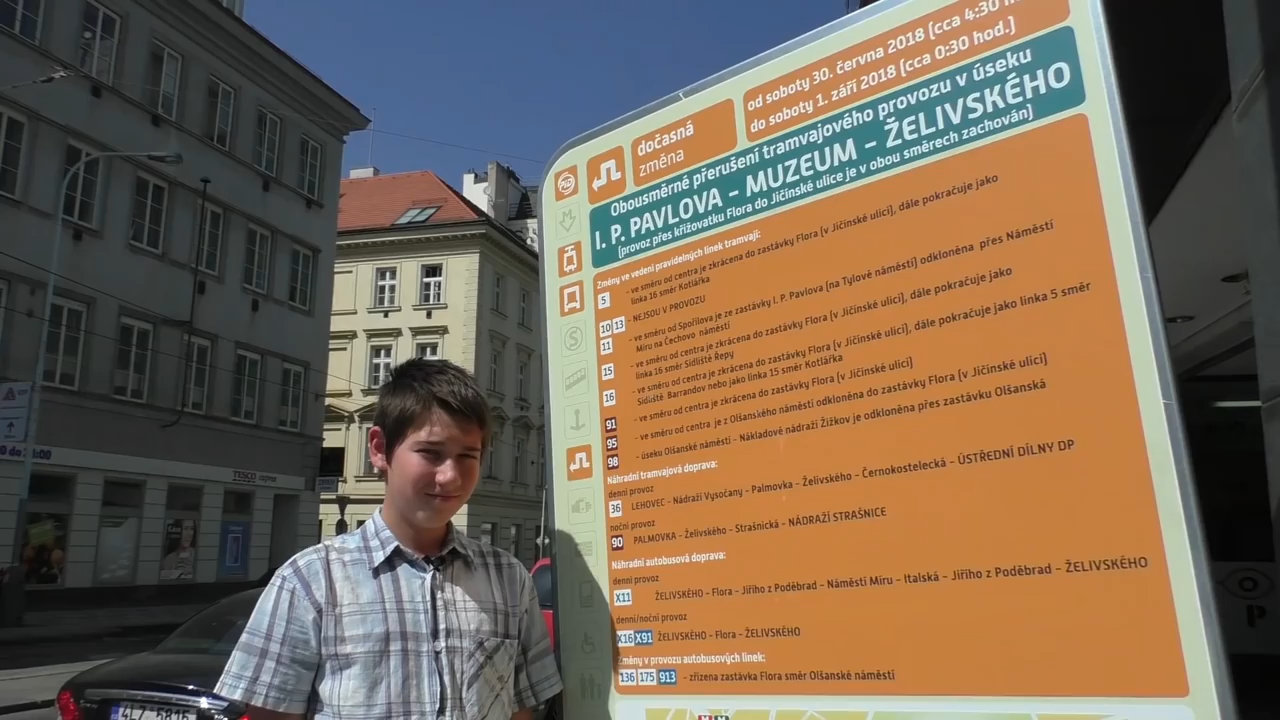 od soboty 30. června 2018 (cca 4:30
do soboty 1. září 2018 (cca 0:30 hod.)
dočasná
změna
PID
Obousměrné přerušení tramvajového provozu v úseku
I. P. PAVLOVA – MUZEUM – ŽELIVSKÉHO
(provoz přes křižovatku Flora do Jičínské ulice je v obou směrech zachován)
Změny ve vedení pravidelných linek tramvají:
5 - ve směru od centra je zkrácena do zastávky Flora (v Jičínské ulici), dále pokračuje jako
linka 16 směr Kotlářka
10 13 - NEJSOU V PROVOZU
11 - ve směru od Spořilova je ze zastávky I. P. Pavlova (na Tylově náměstí) odkloněna přes Náměstí
Míru na Čechovo náměstí
15 - ve směru od centra je zkrácena do zastávky Flora (v Jičínské ulici), dále pokračuje jako
linka 16 směr Sídliště Řepy
16 - ve směru od centra je zkrácena do zastávky Flora (v Jičínské ulici), dále pokračuje jako linka 5 směr
Sídliště Barrandov nebo jako linka 15 směr Kotlářka
91 - ve směru od centra je zkrácena do zastávky Flora (v Jičínské ulici)
95 - ve směru od centra je z Olšanského náměstí odkloněna do zastávky Flora (v Jičínské ulici)
98 - úseku Olšanské náměstí - Nákladové nádraží Žižkov je odkloněna přes zastávku Olšanská
Náhradní tramvajová doprava:
denní provoz
36 LEHOVEC - Nádraží Vysočany - Palmovka - Želivského - Černokostelecká - ÚSTŘEDNÍ DÍLNY DP
noční provoz
90 PALMOVKA - Želivského - Strašnická - NÁDRAŽÍ STRAŠNICE
Náhradní autobusová doprava:
denní provoz
X11 ŽELIVSKÉHO - Flora - Jiřího z Poděbrad - Náměstí Míru - Italská - Jiřího z Poděbrad - ŽELIVSKÉHO
denní/noční provoz
X16 X91 ŽELIVSKÉHO - Flora - ŽELIVSKÉHO
Změny v provozu autobusových linek:
136 175 913 - zřízena zastávka Flora směr Olšanské náměstí
TESCO expres
4L7 5815